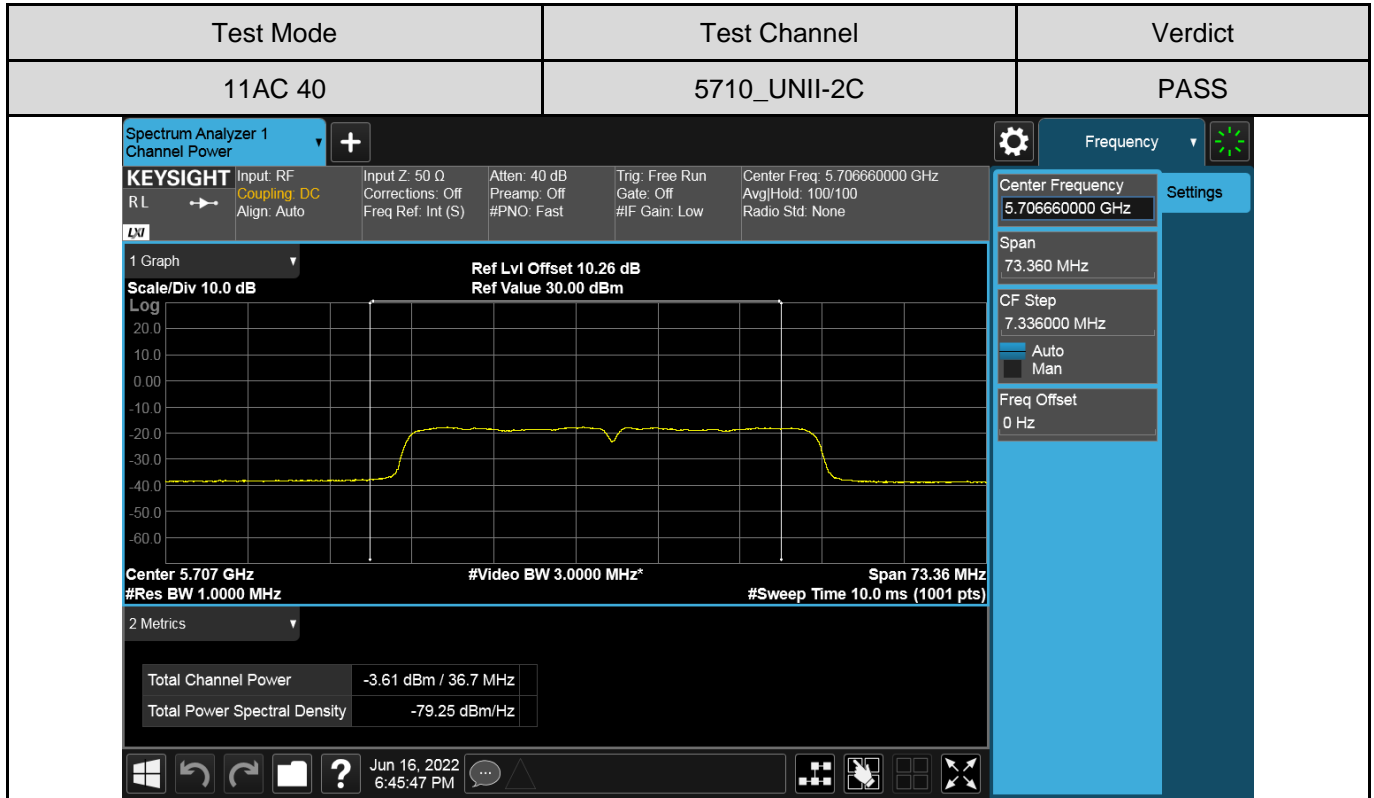 Test Mode Test Channel Verdict
11AC 40 5710_UNII-2C PASS
Spectrum Analyzer 1
Channel Power
+
Frequency
KEYSIGHT Input: RF Input Z: 50 Ω Atten: 40 dB Trig: Free Run Center Freq: 5.706660000 GHz
R L Coupling: DC Corrections: Off Preamp: Off Gate: Off Avg|Hold: 100/100
Align: Auto Freq Ref: Int (S) #PNO: Fast #IF Gain: Low Radio Std: None
LXI
Center Frequency
5.706660000 GHz
Settings
Span
73.360 MHz
CF Step
7.336000 MHz
Auto
Man
Freq Offset
0 Hz
1 Graph
Ref Lvl Offset 10.26 dB
Scale/Div 10.0 dB Ref Value 30.00 dBm
Log
20.0
10.0
0.00
-10.0
-20.0
-30.0
-40.0
-50.0
-60.0
Center 5.707 GHz #Video BW 3.0000 MHz* Span 73.36 MHz
#Res BW 1.0000 MHz #Sweep Time 10.0 ms (1001 pts)
2 Metrics
Total Channel Power -3.61 dBm / 36.7 MHz
Total Power Spectral Density -79.25 dBm/Hz
? Jun 16, 2022
6:45:47 PM